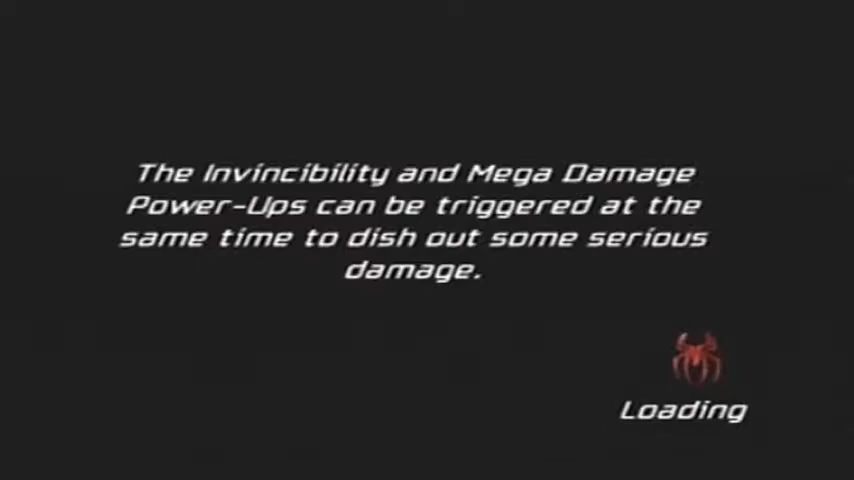 The Invincibility and Mega Damage
Power-Ups can be triggered at the
same time to dish out some serious
damage.
Loading